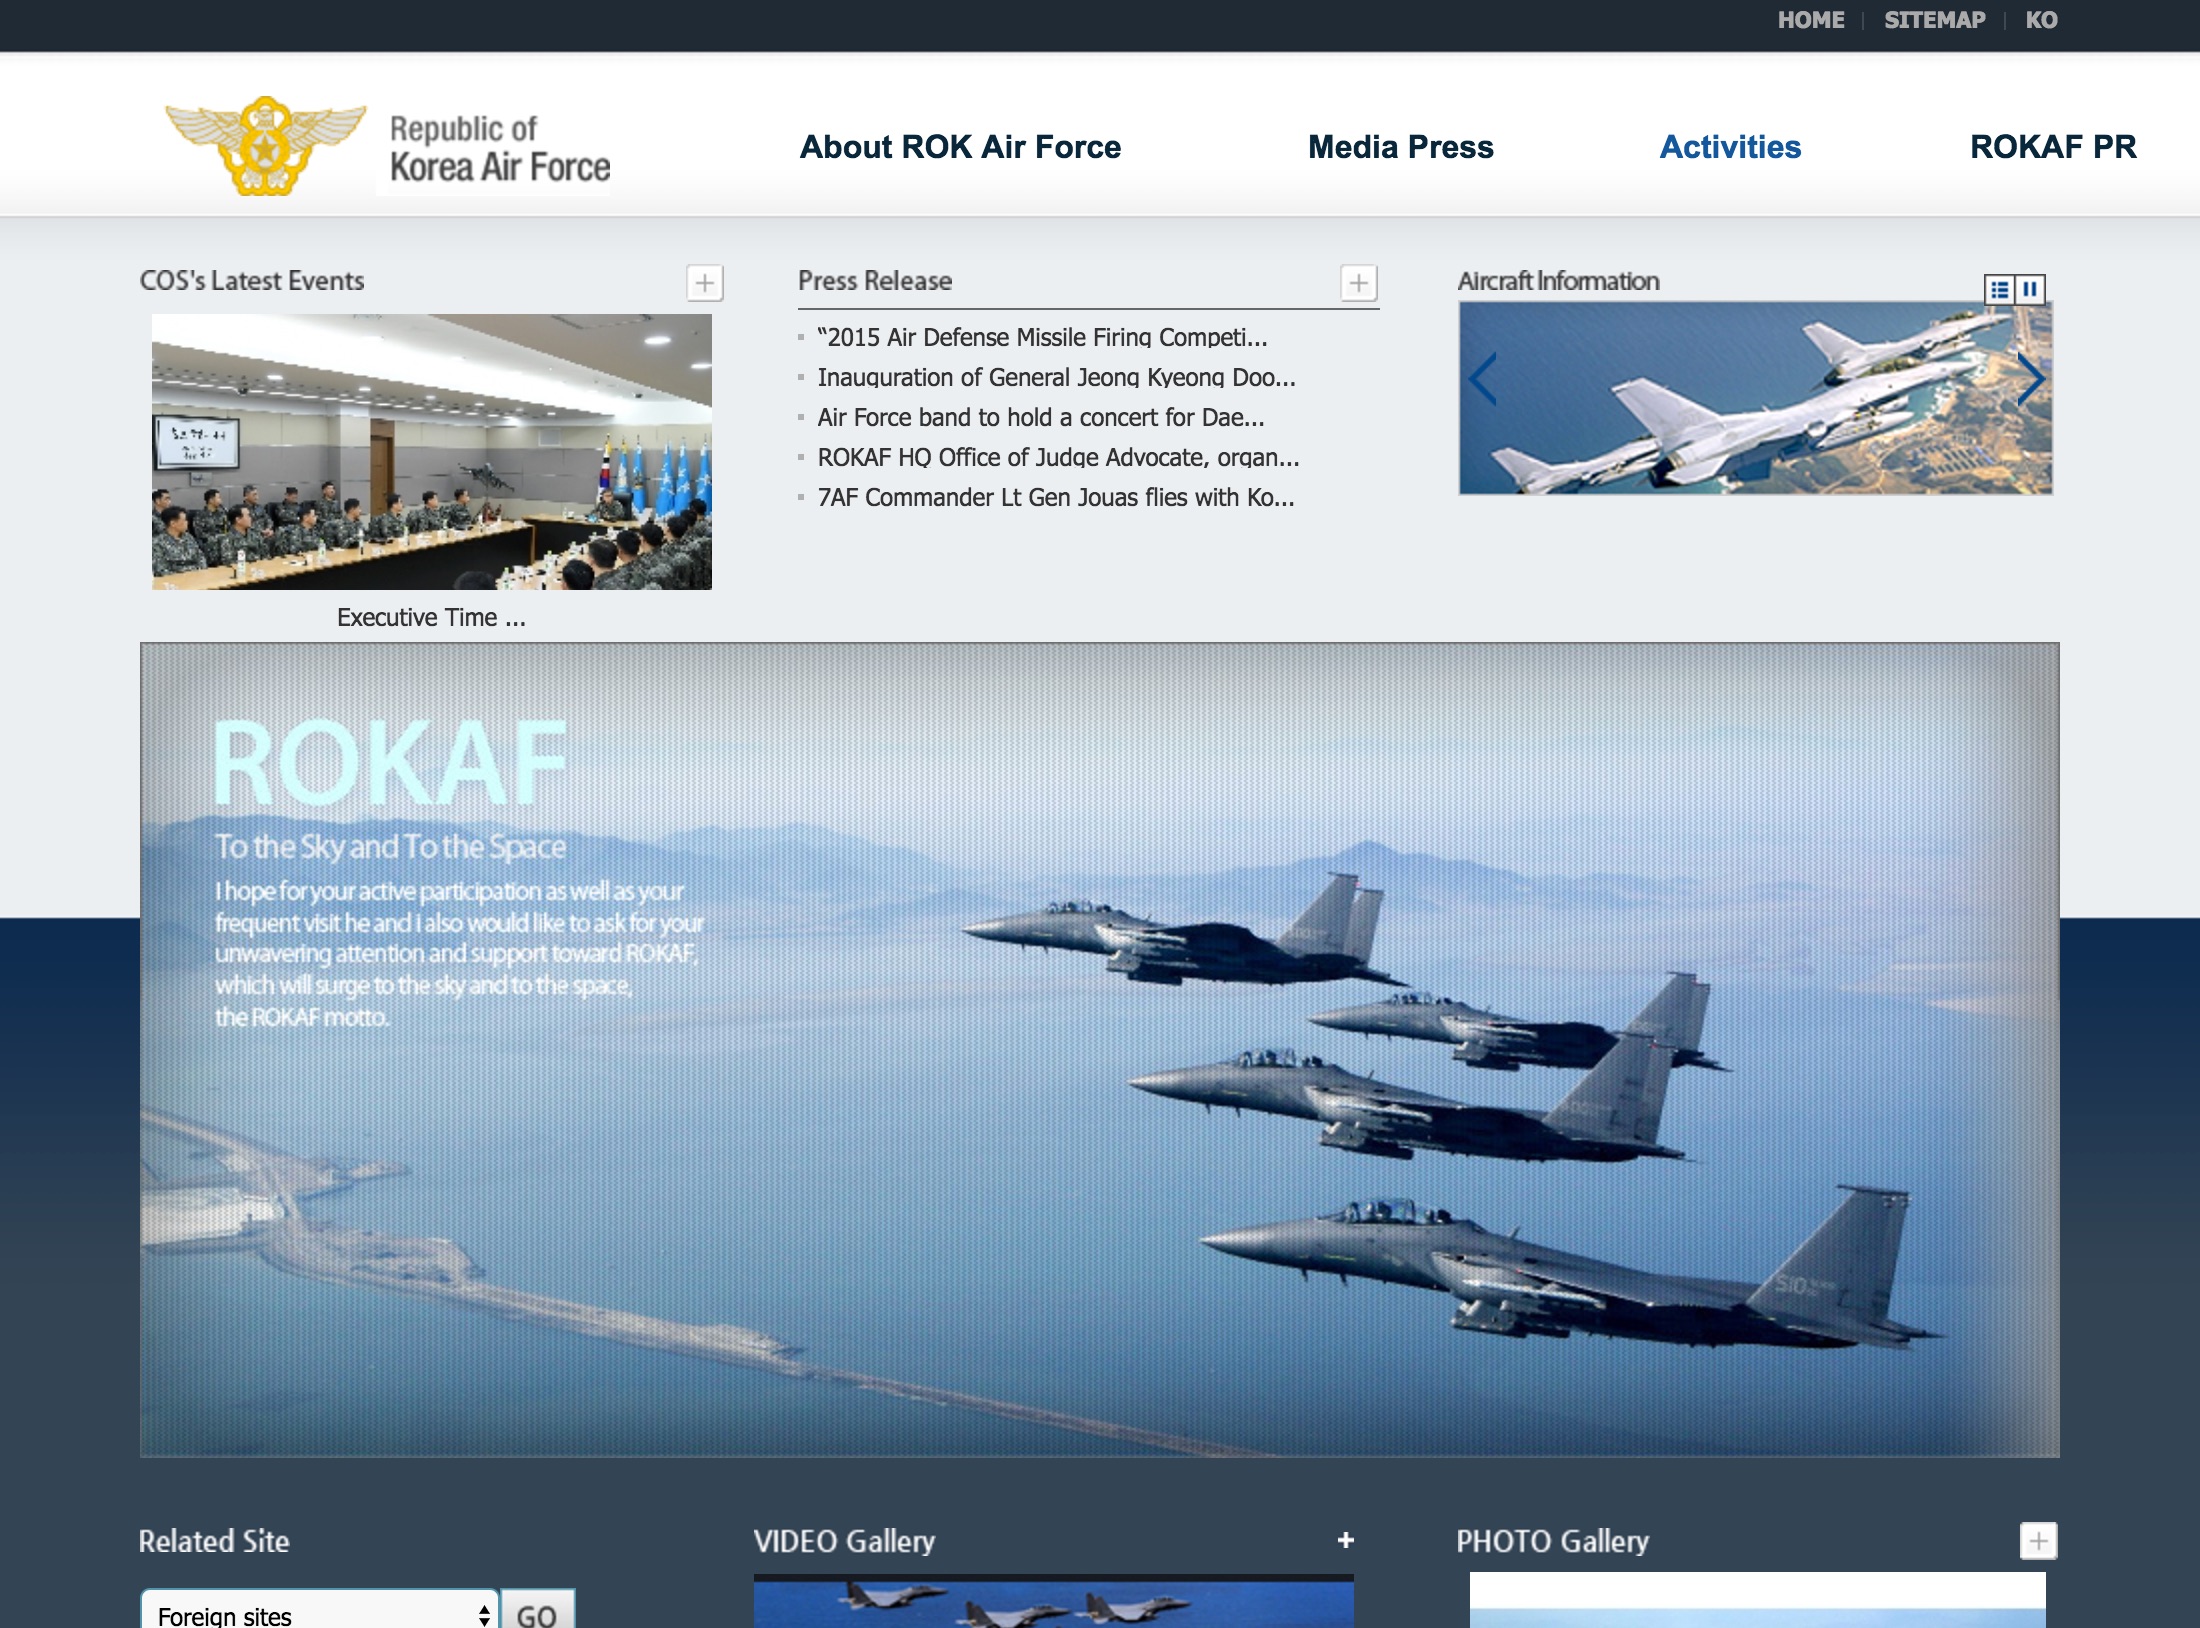 HOME
SITEMAP
KO
Republic of
Korea Air Force
About ROK Air Force
Media Press
Activities
ROKAF PR
COS's Latest Events
Executive Time ...
Press Release
“2015 Air Defense Missile Firing Competi...
Inauguration of General Jeong Kyeong Doo...
Air Force band to hold a concert for Dae...
ROKAF HQ Office of Judge Advocate, organ...
7AF Commander Lt Gen Jouas flies with Ko...
Aircraft Information
ROKAF
To the Sky and To the Space
I hope for your active participation as well as your
frequent visit he and i also would like to ask for your
unwavering attention and support toward ROKAF,
which will surge to the sky and to the space,
the ROKAF motto.
510
Related Site
Foreign sites
GO
VIDEO Gallery
PHOTO Gallery